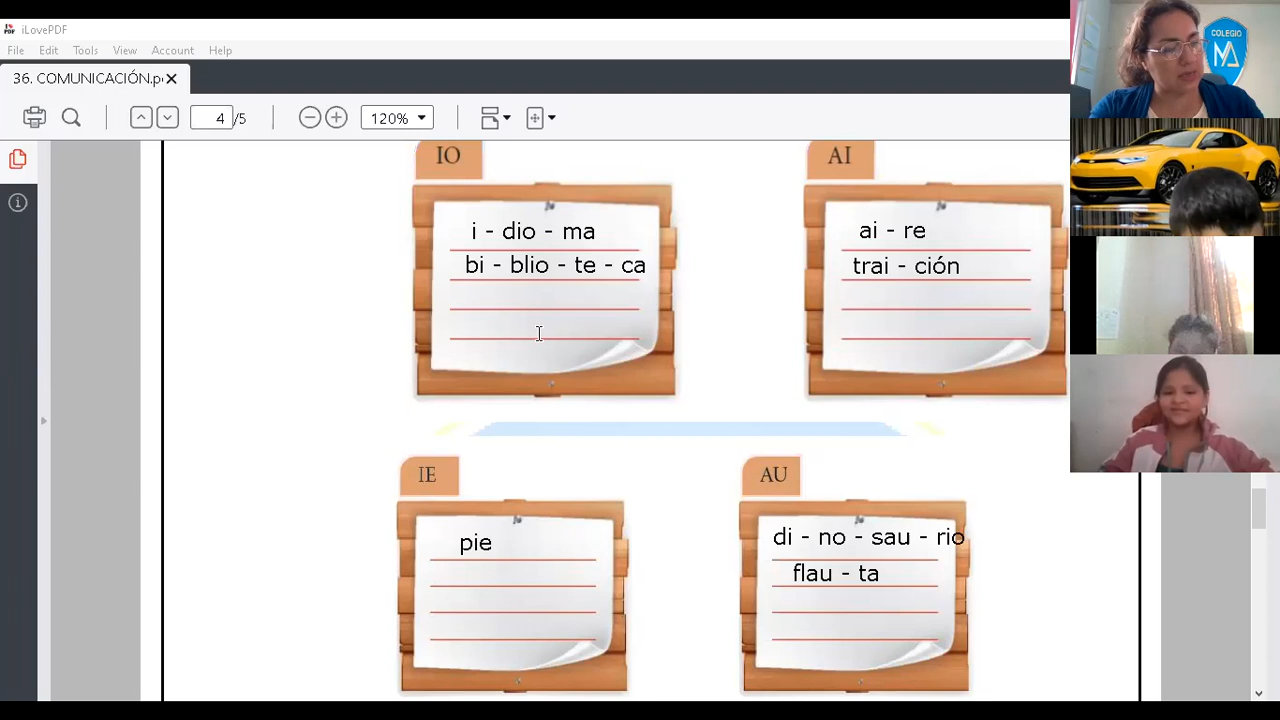 iLovePDF
File Edit Tools View Account Help
36. COMUNICACIÓN.p
4 /5 120%
IO
i - dio - ma
bi - blio - te - ca
AI
ai - re
trai - ción
IE
pie
AU
di - no - sau - rio
flau - ta
COLEGIO
MA